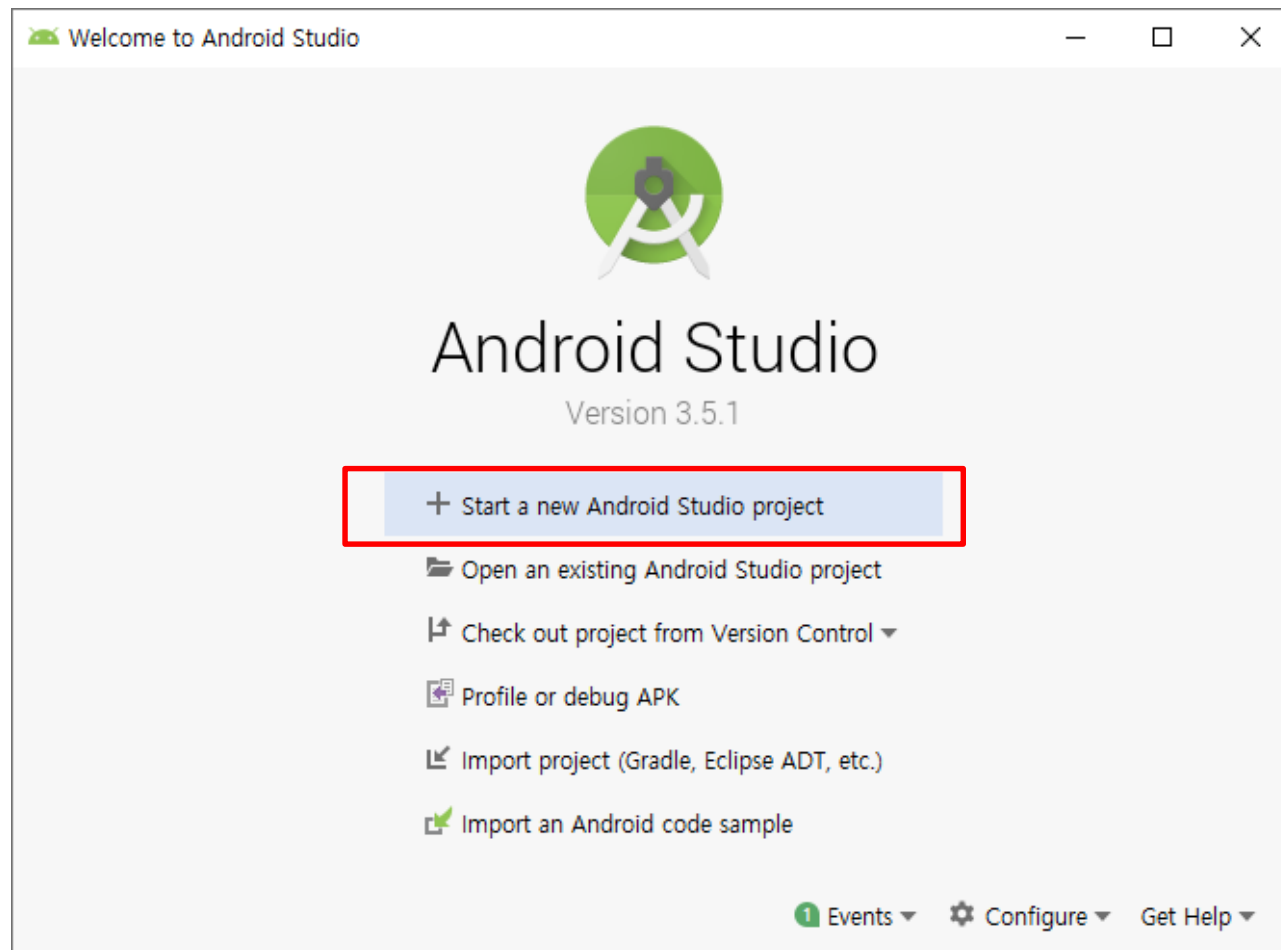 Welcome to Android Studio
Android Studio
Version 3.5.1
Start a new Android Studio project
Open an existing Android Studio project
Check out project from Version Control
Profile or debug APK
Import project (Gradle, Eclipse ADT, etc.)
Import an Android code sample
1 Events Configure Get Help